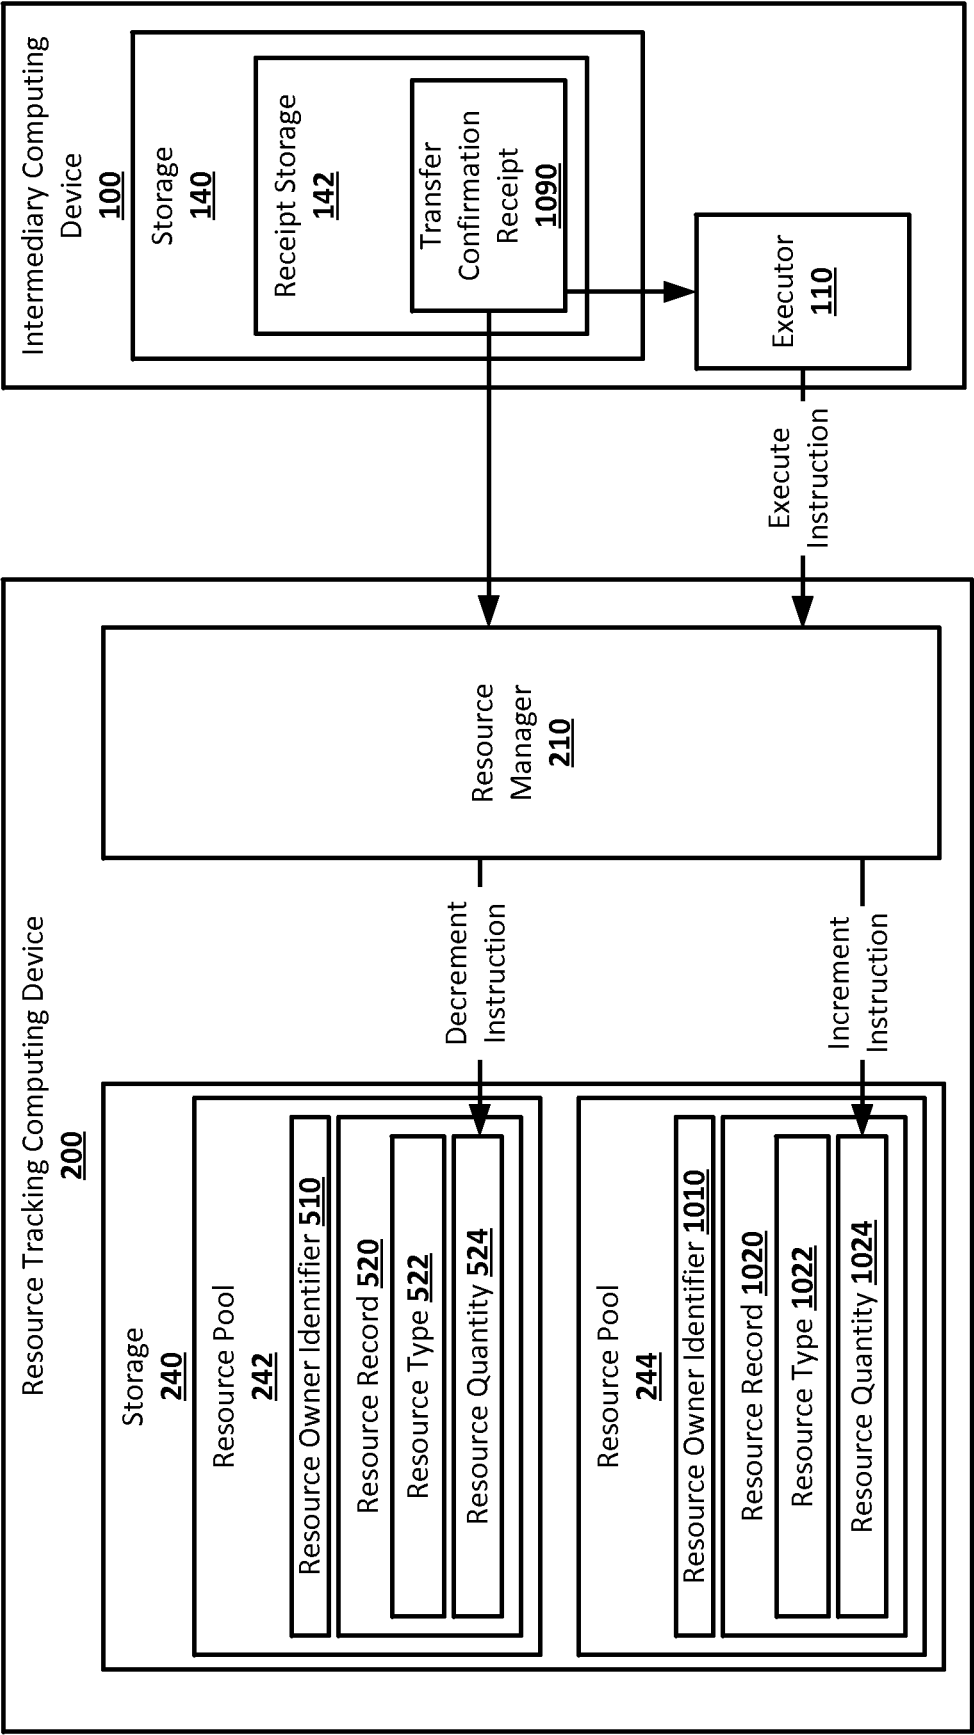 Resource Tracking Computing Device
200
Storage
240
Resource Pool
242
Resource Owner Identifier 510
Resource Record 520
Resource Type 522
Resource Quantity 524
Resource Pool
244
Resource Owner Identifier 1010
Resource Record 1020
Resource Type 1022
Resource Quantity 1024
Decrement
Instruction
Increment
Instruction
Resource
Manager
210
Execute
Instruction
Intermediary Computing
Device
100
Storage
140
Receipt Storage
142
Transfer
Confirmation
Receipt
1090
Executor
110